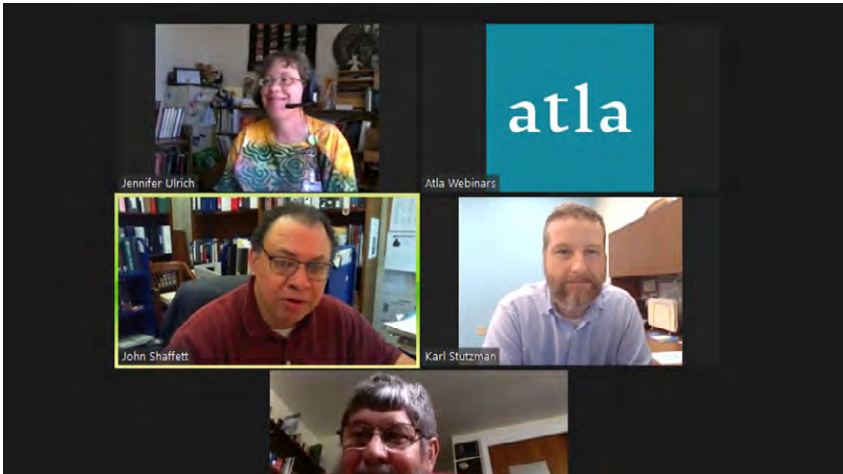 Jennifer Ulrich
atla
Atla Webinars
John Shaffett
Karl Stutzman